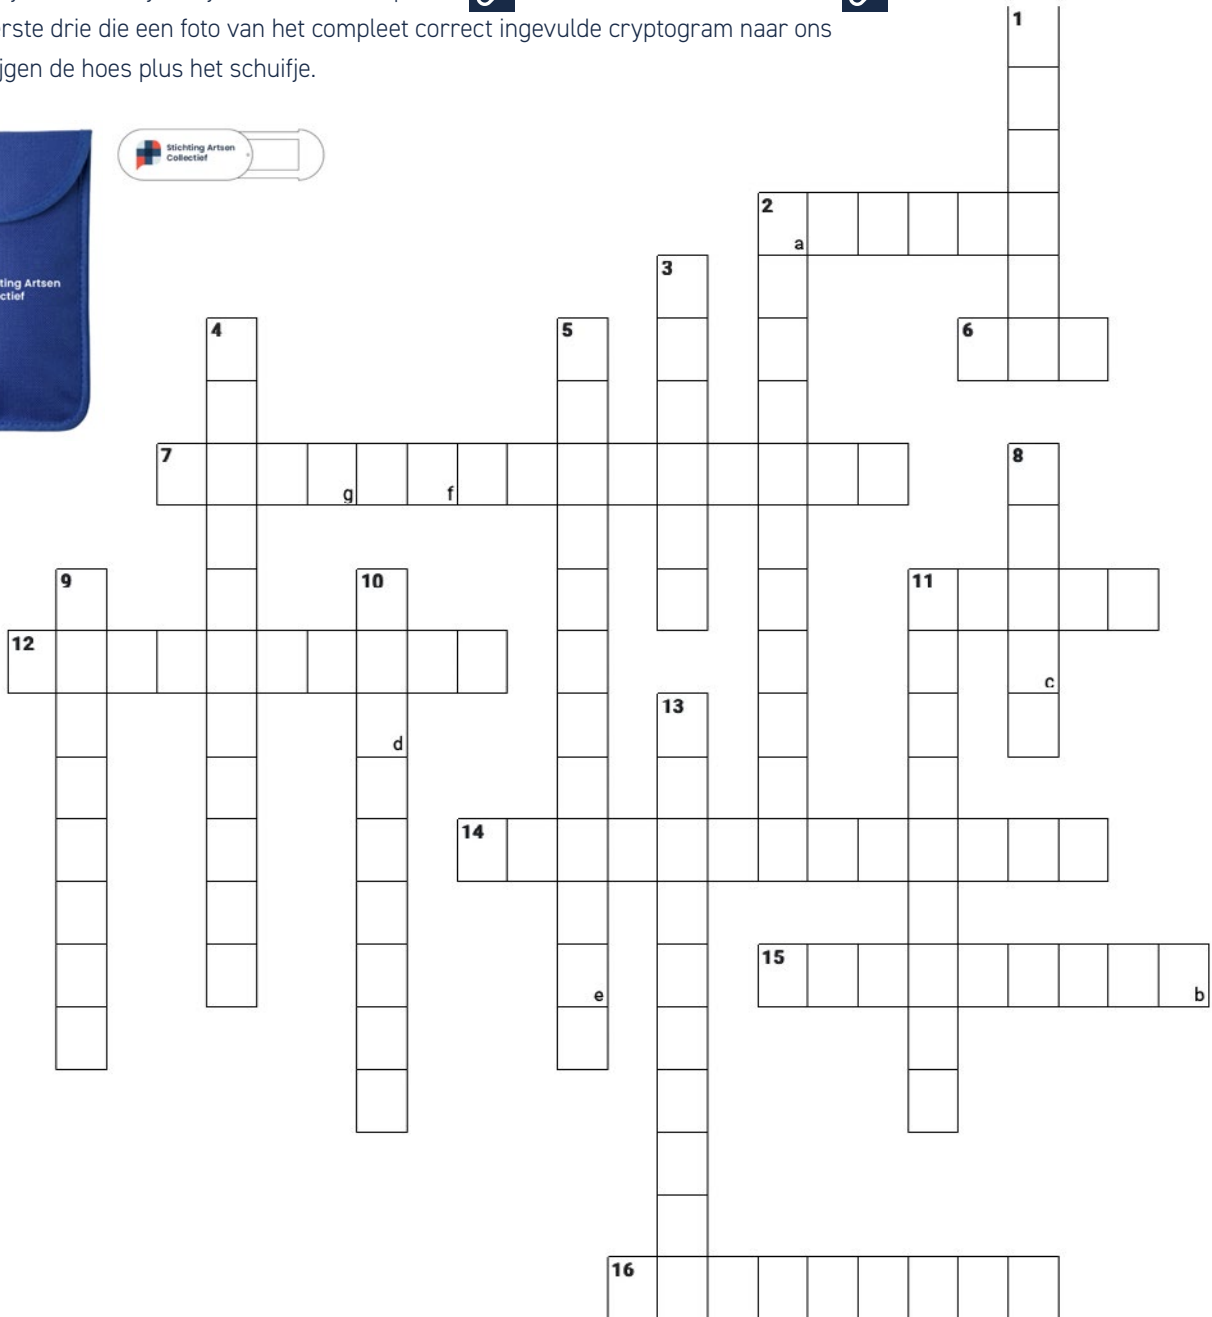 rste drie die een foto van het compleet correct ingevulde cryptogram naar ons
jgen de hoes plus het schuifje.
Stichting Artsen
Collectief
ting Artsen
ctief
1
2
a
3
4
5
6
7
g
f
8
9
10
11
12
c
13
d
14
15
e
b
16